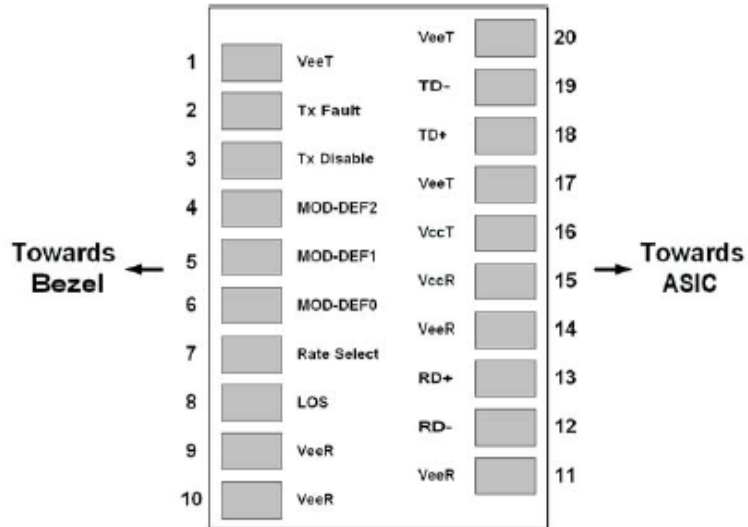 VeeT 20
1 VeeT
TD- 19
2 Tx Fault
TD+ 18
3 Tx Disable
VeeT 17
4 MOD-DEF2
VccT 16
Towards
Bezel
5 MOD-DEF1
VccR 15
Towards
ASIC
6 MOD-DEF0
VeeR 14
7 Rate Select
RD+ 13
8 LOS
RD- 12
9 VeeR
VeeR 11
10 VeeR